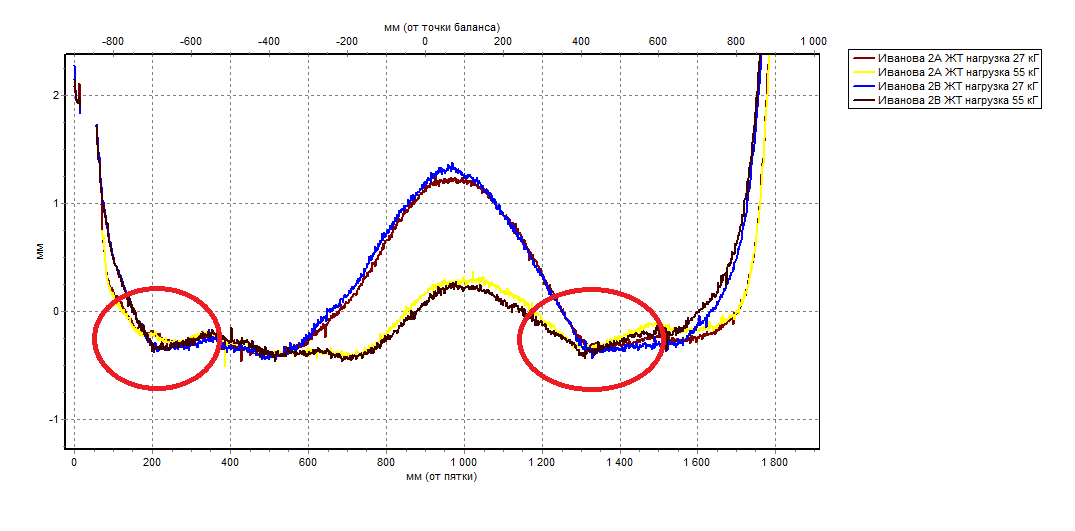 мм (от точки баланса)
-800 -600 -400 -200 0 200 400 600 800 1 000
Иванова 2А ЖТ нагрузка 27 кГ
Иванова 2А ЖТ нагрузка 55 кГ
Иванова 2В ЖТ нагрузка 27 кГ
Иванова 2В ЖТ нагрузка 55 кГ
2
1
мм
0
-1
0 200 400 600 800 1 000 1 200 1 400 1 600 1 800
мм (от пятки)